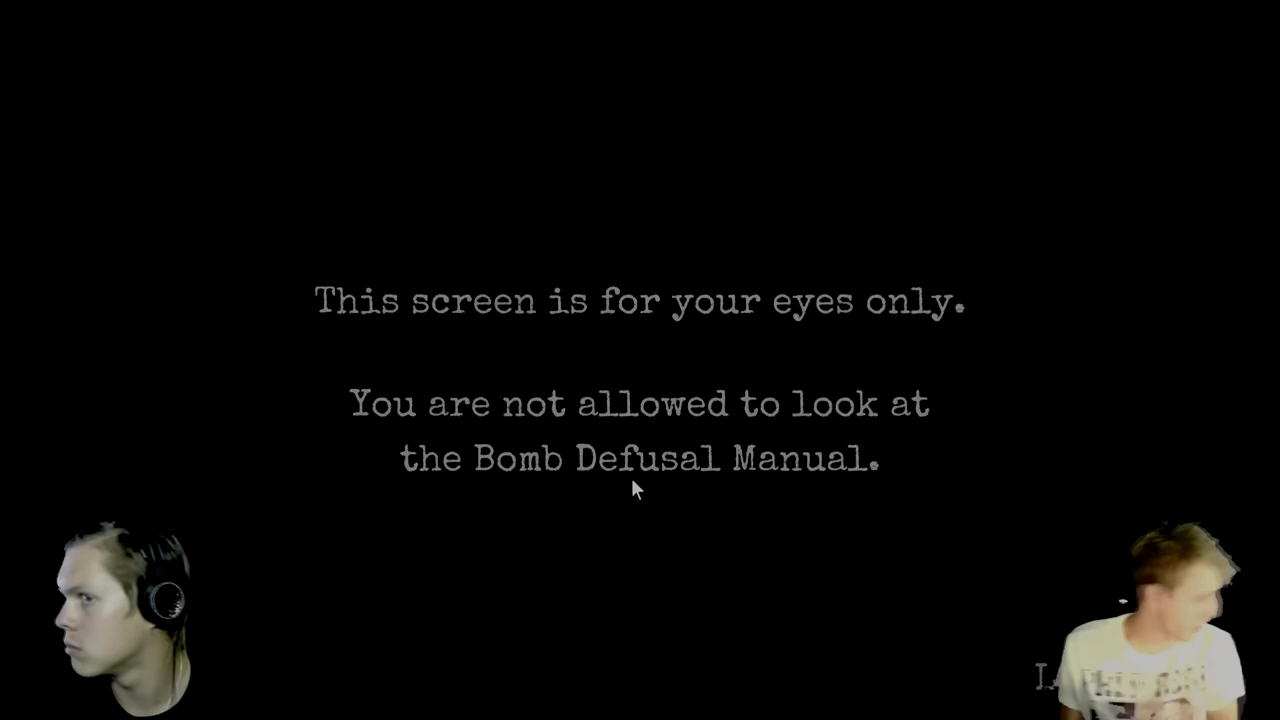 This screen is for your eyes only.
You are not allowed to look at
the Bomb Defusal Manual.